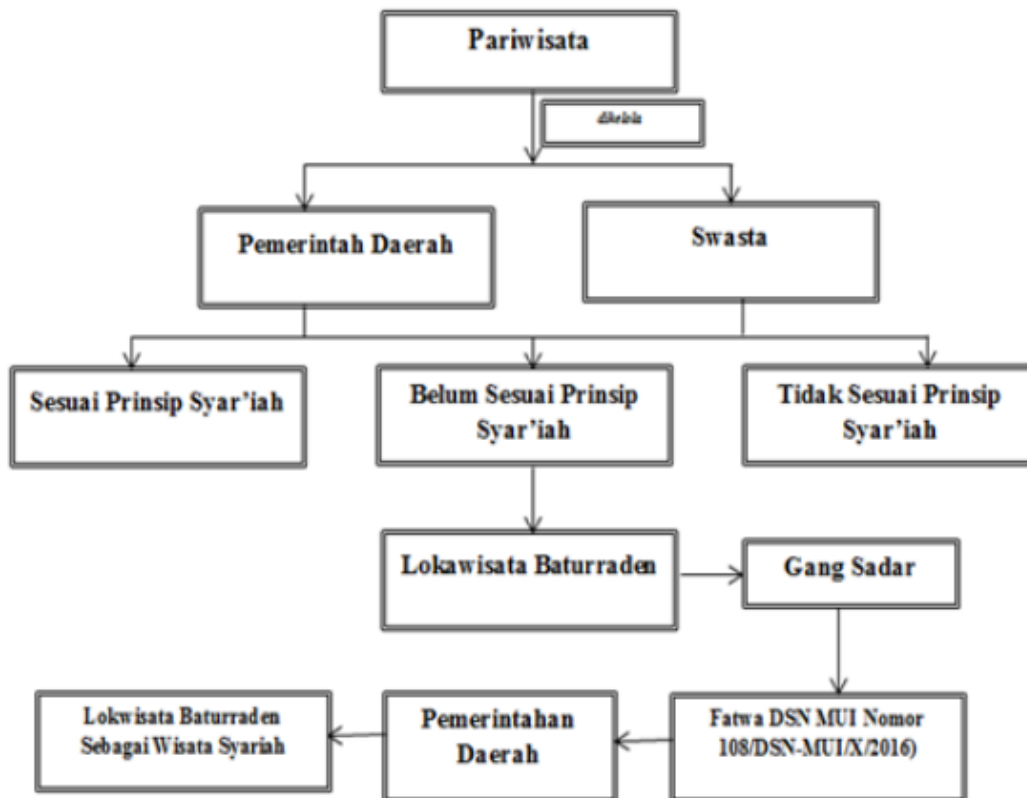 Pariwisata
dikelola
Pemerintah Daerah
Swasta
Sesuai Prinsip Syar’iah
Belum Sesuai Prinsip
Syar’iah
Tidak Sesuai Prinsip
Syar’iah
Lokawisata Baturraden
Gang Sadar
Lokwisata Baturraden
Sebagai Wisata Syariah
Pemerintahan
Daerah
Fatwa DSN MUI Nomor
108/DSN-MUI/X/2016)